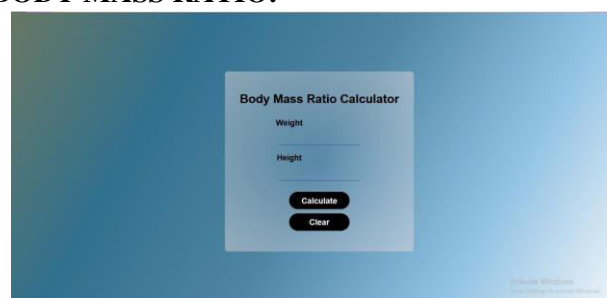 BODY MASS RATIO:
Body Mass Ratio Calculator
Weight
Height
Calculate
Clear
Activate Windows